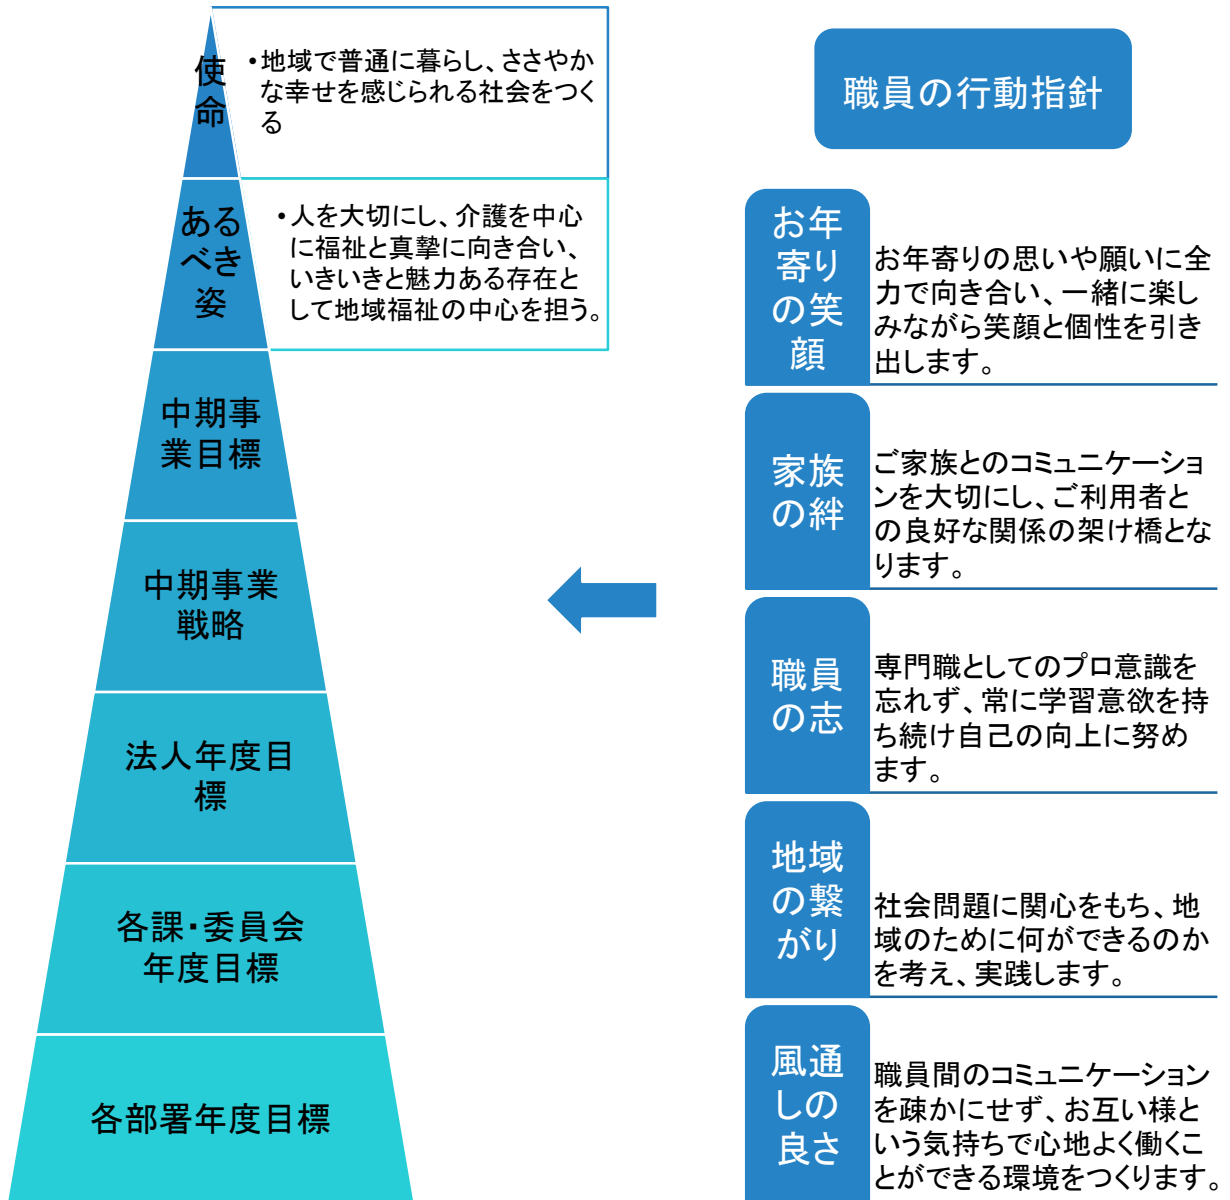 使
命
・地域で普通に暮らし、ささやか
な幸せを感じられる社会をつく
る
ある
べき
姿
・人を大切にし、介護を中心
に福祉と真摯に向き合い、
いきいきと魅力ある存在と
して地域福祉の中心を担う。
中期事
業目標
中期事業
戦略
法人年度目
標
各課・委員会
年度目標
各部署年度目標
職員の行動指針
お年
寄り
の笑
顔
お年寄りの思いや願いに全
力で向き合い、一緒に楽し
みながら笑顔と個性を引き
出します。
家族
の絆
ご家族とのコミュニケーショ
ンを大切にし、ご利用者と
の良好な関係の架け橋とな
ります。
職員
の志
専門職としてのプロ意識を
忘れず、常に学習意欲を持
ち続け自己の向上に努め
ます。
地域
の繋
がり
社会問題に関心をもち、地
域のために何ができるのか
を考え、実践します。
風通
しの
良さ
職員間のコミュニケーション
を疎かにせず、お互い様と
いう気持ちで心地よく働くこ
とができる環境をつくります。